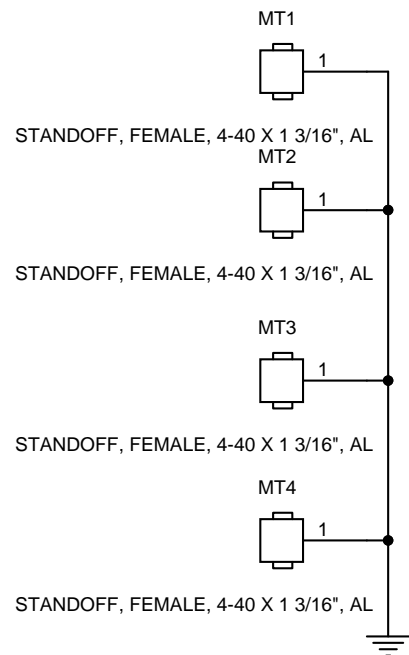 MT1
1
STANDOFF, FEMALE, 4-40 X 1 3/16", AL
MT2
1
STANDOFF, FEMALE, 4-40 X 1 3/16", AL
MT3
1
STANDOFF, FEMALE, 4-40 X 1 3/16", AL
MT4
1
STANDOFF, FEMALE, 4-40 X 1 3/16", AL